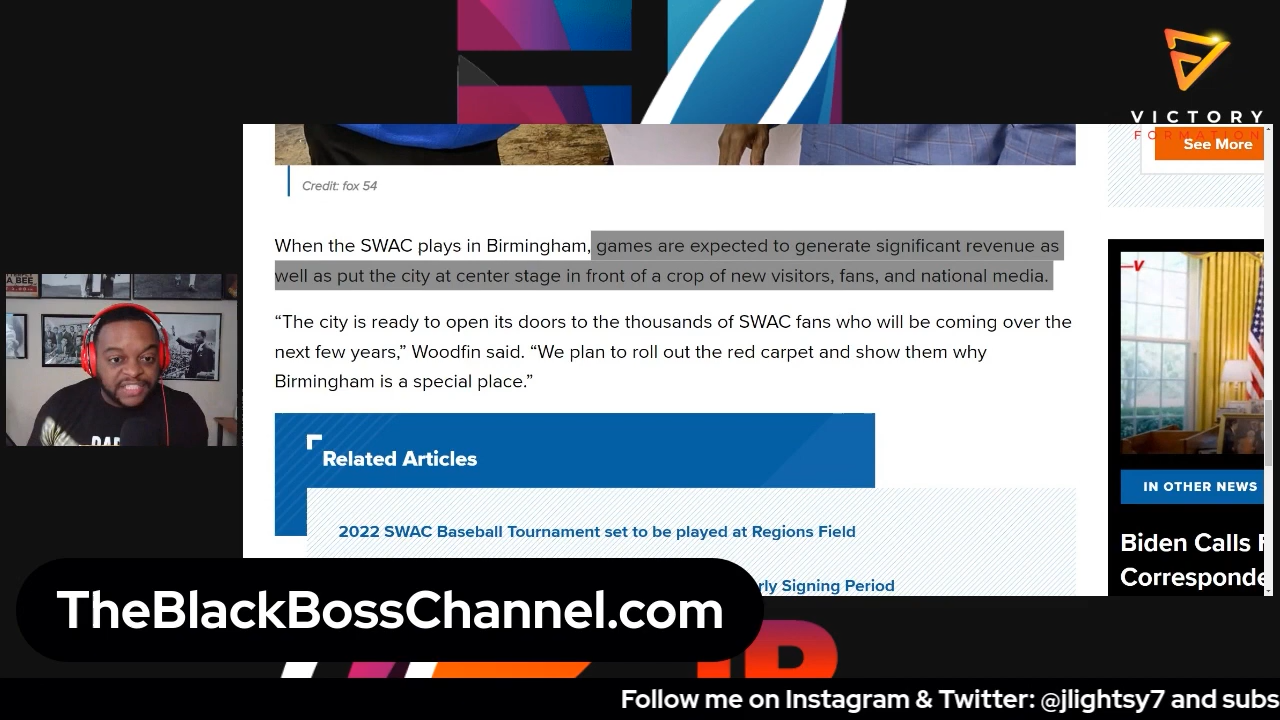 VICTORY
FORMATION
See More
Credit: fox 54
When the SWAC plays in Birmingham, games are expected to generate significant revenue as
well as put the city at center stage in front of a crop of new visitors, fans, and national media.
“The city is ready to open its doors to the thousands of SWAC fans who will be coming over the
next few years,” Woodfin said. “We plan to roll out the red carpet and show them why
Birmingham is a special place.”
Related Articles
2022 SWAC Baseball Tournament set to be played at Regions Field
Signing Period
V
IN OTHER NEWS
Biden Calls
TheBlackBossChannel.com
Follow me on Instagram & Twitter: @jlightsy7 and subs